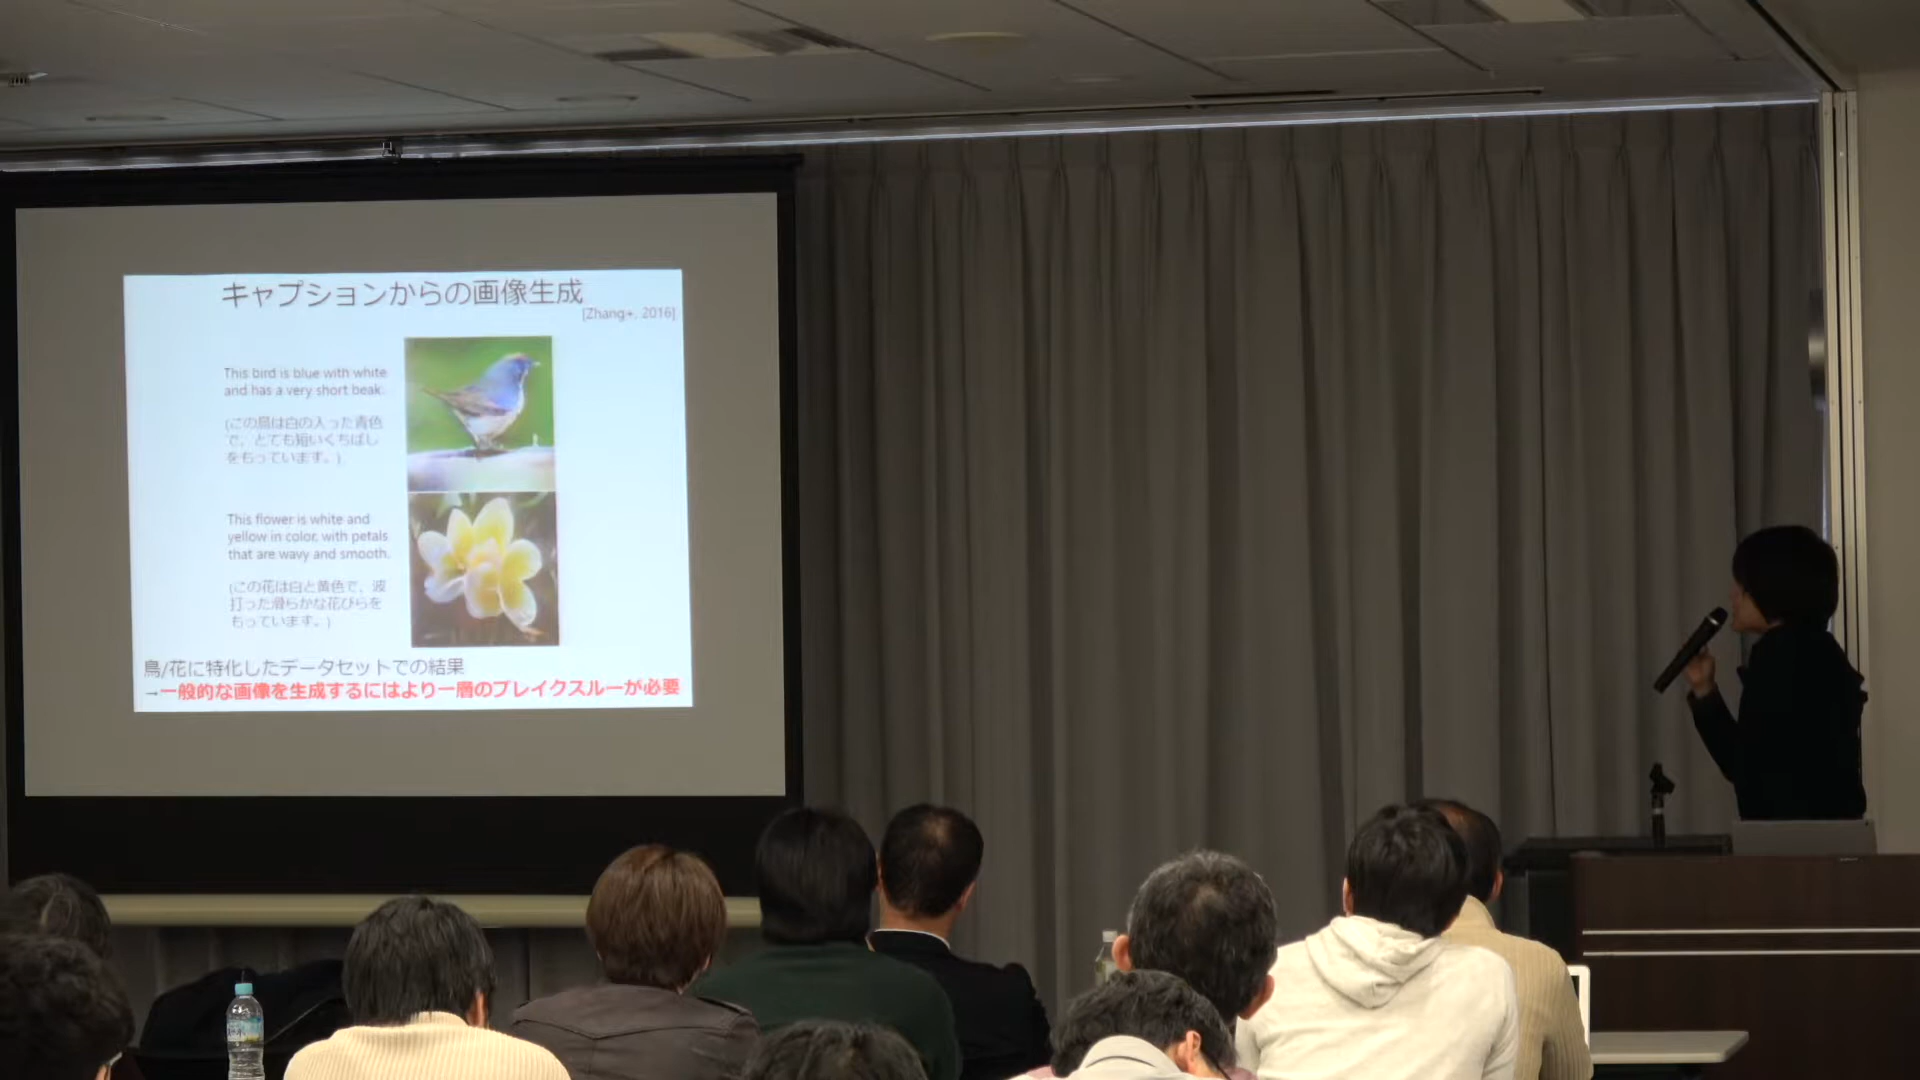 キャプションからの画像生成
[Zhang+, 2016]
This bird is blue with white
and has a very short beak.
(この鳥は白の入った青色
で、とても短いくちばし
をもっています。)
This flower is white and
yellow in color, with petals
that are wavy and smooth.
(この花は白と黄色で、波
打った滑らかな花びらを
もっています。)
鳥/花に特化したデータセットでの結果
→一般的な画像を生成するにはより一層のブレイクスルーが必要